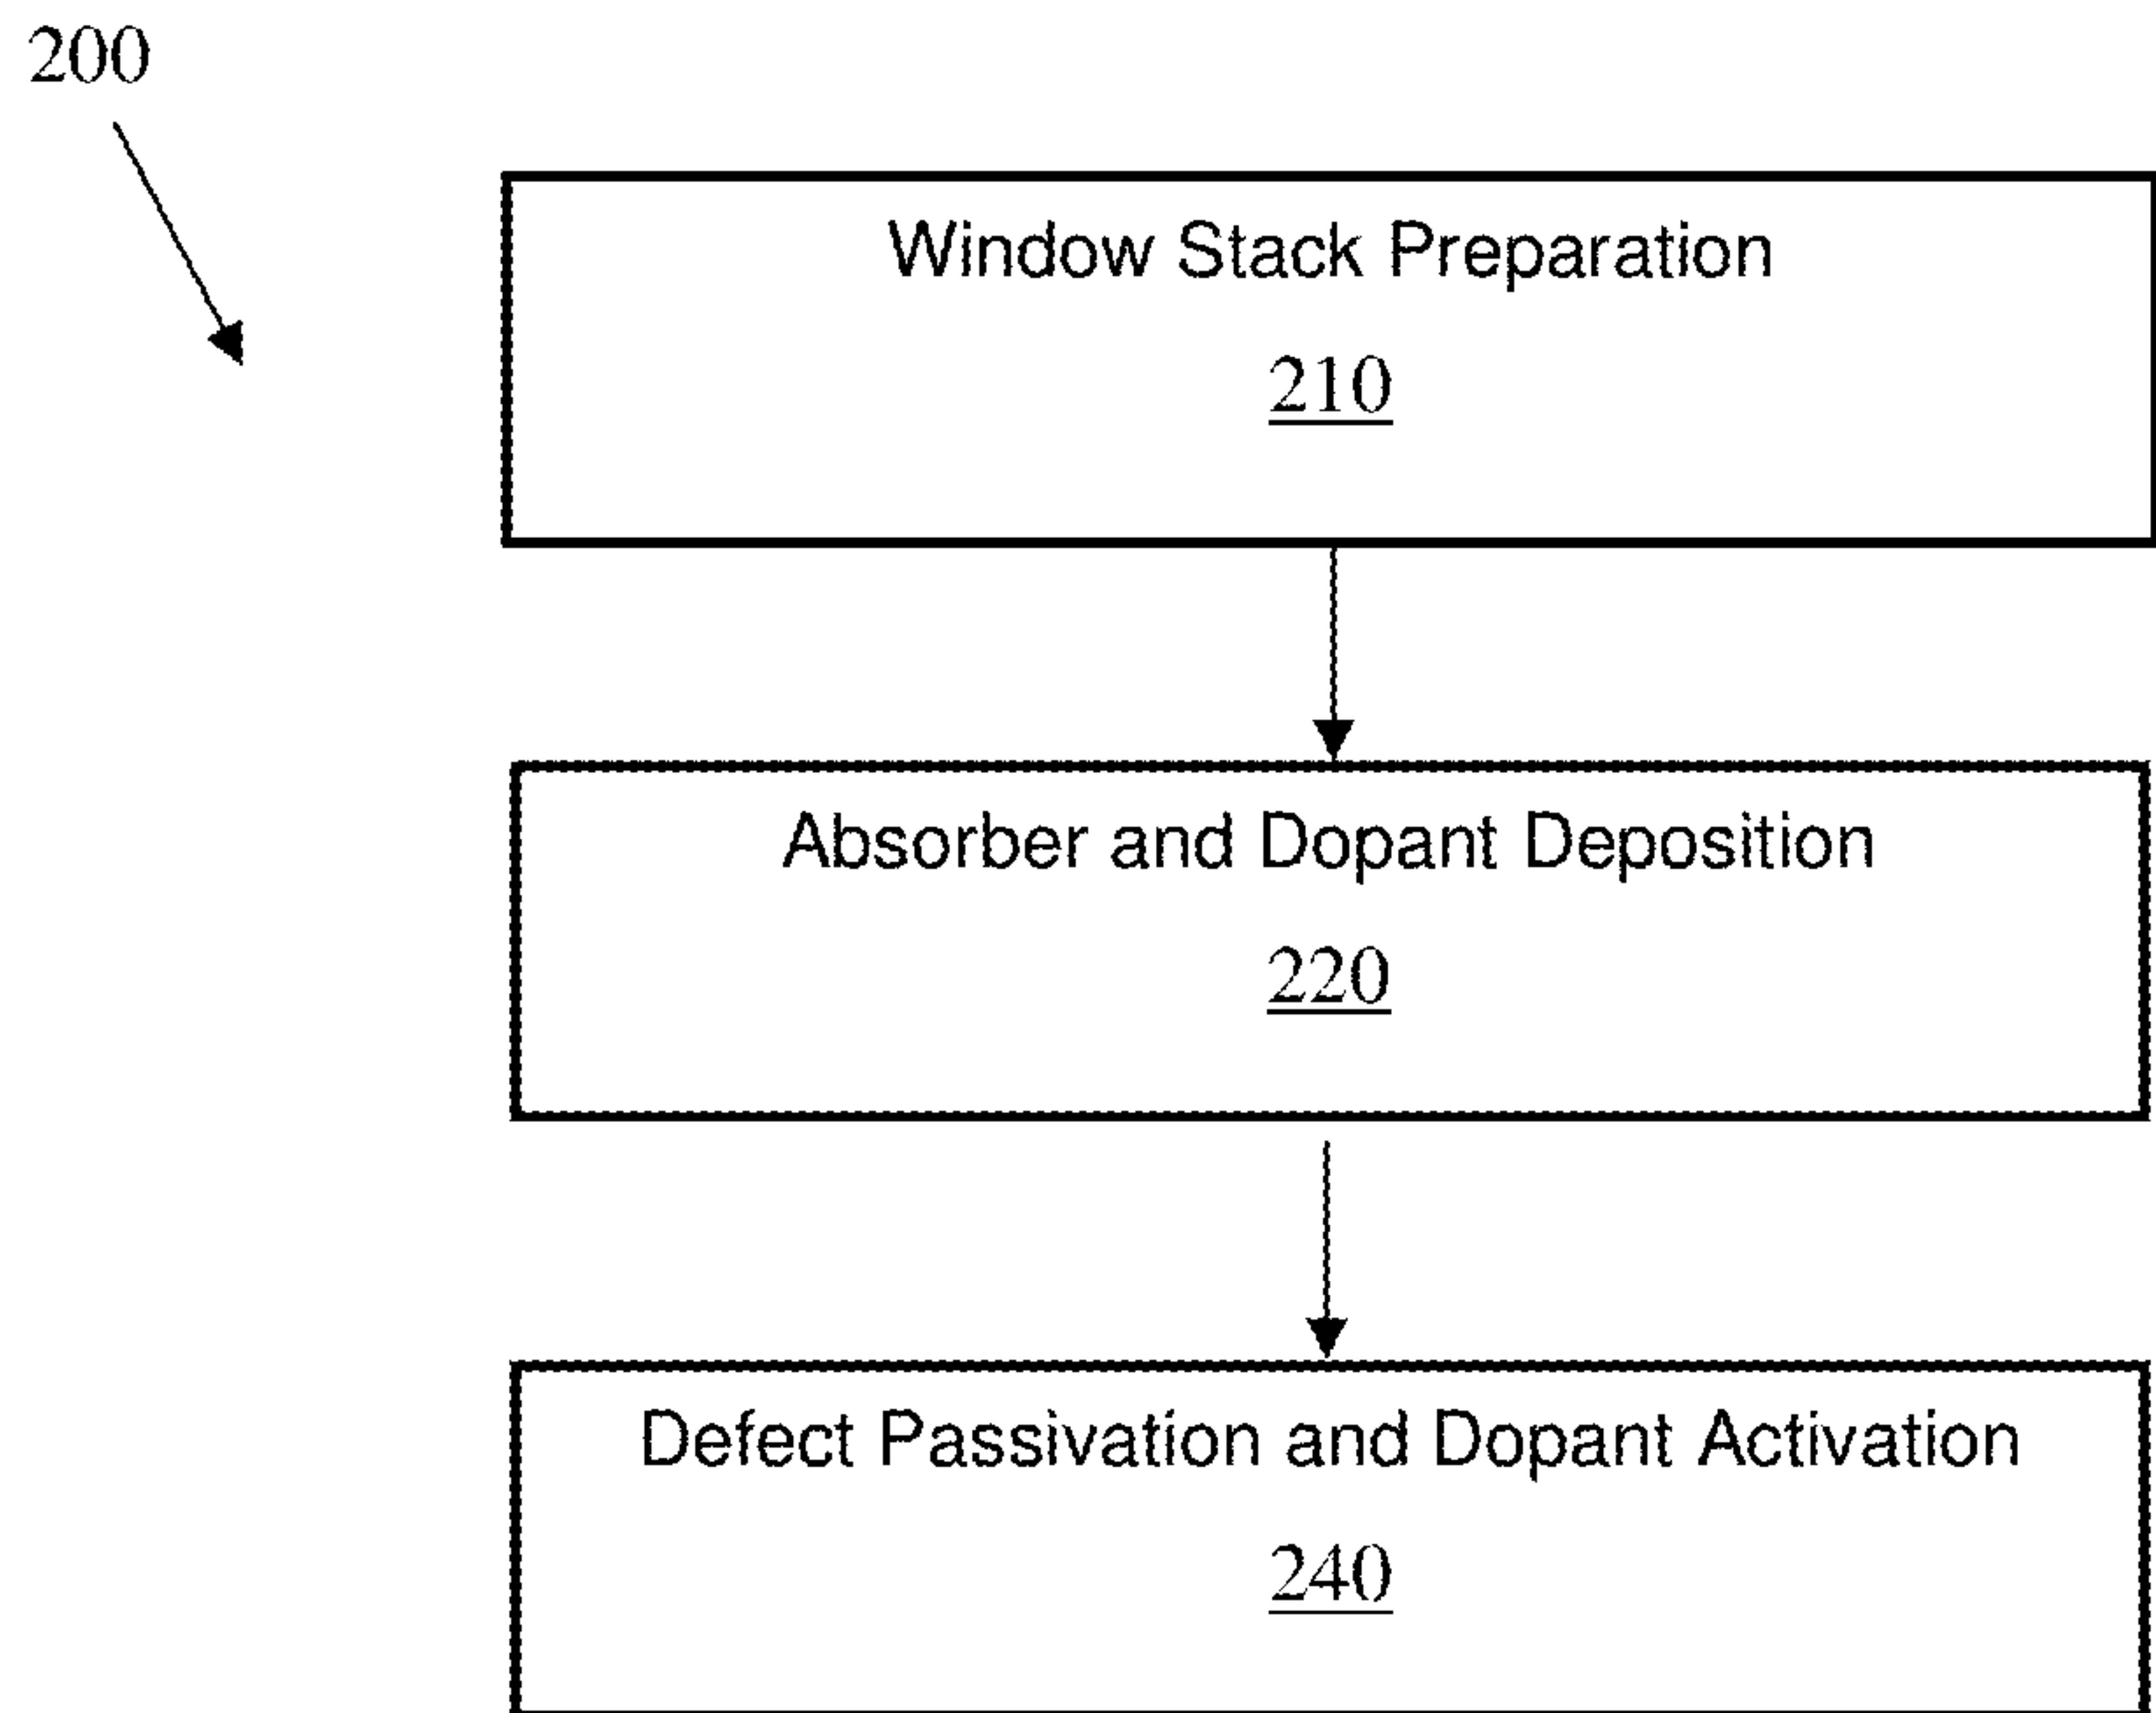 200
Window Stack Preparation
210
Absorber and Dopant Deposition
220
Defect Passivation and Dopant Activation
240